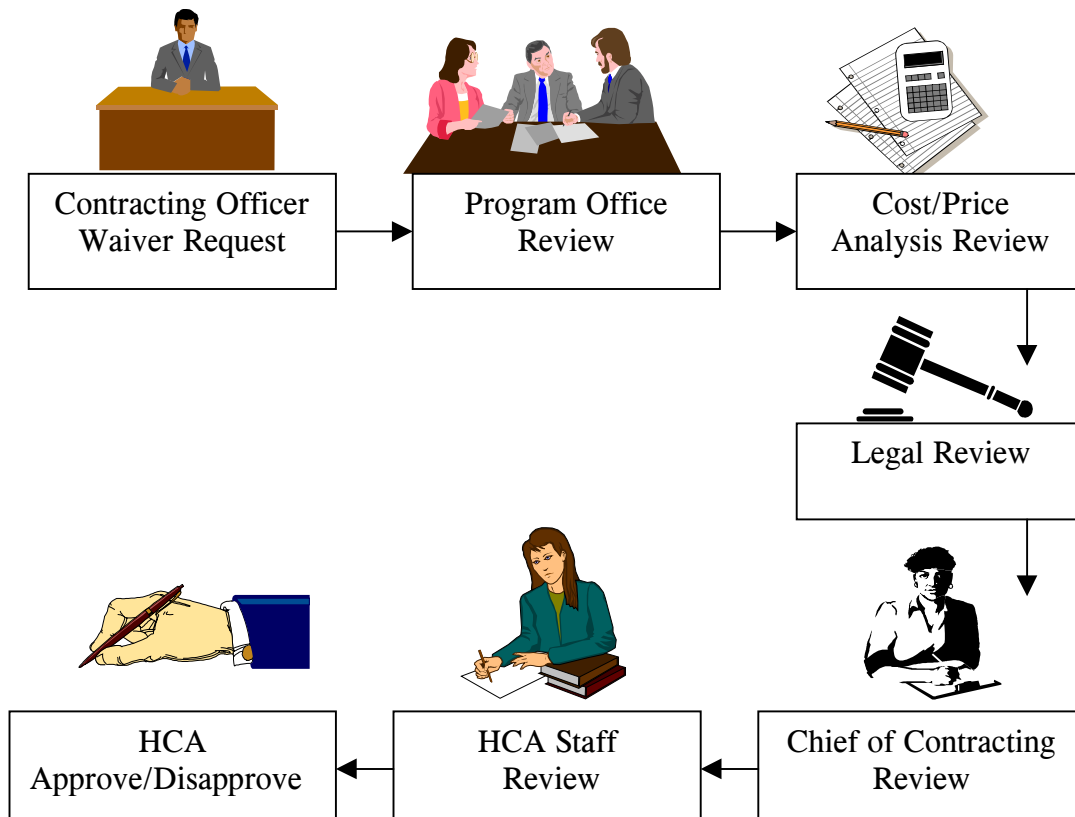 Contracting Officer
Waiver Request
Program Office
Review
Cost/Price
Analysis Review
Legal Review
Chief of Contracting
Review
HCA Staff
Review
HCA
Approve/Disapprove